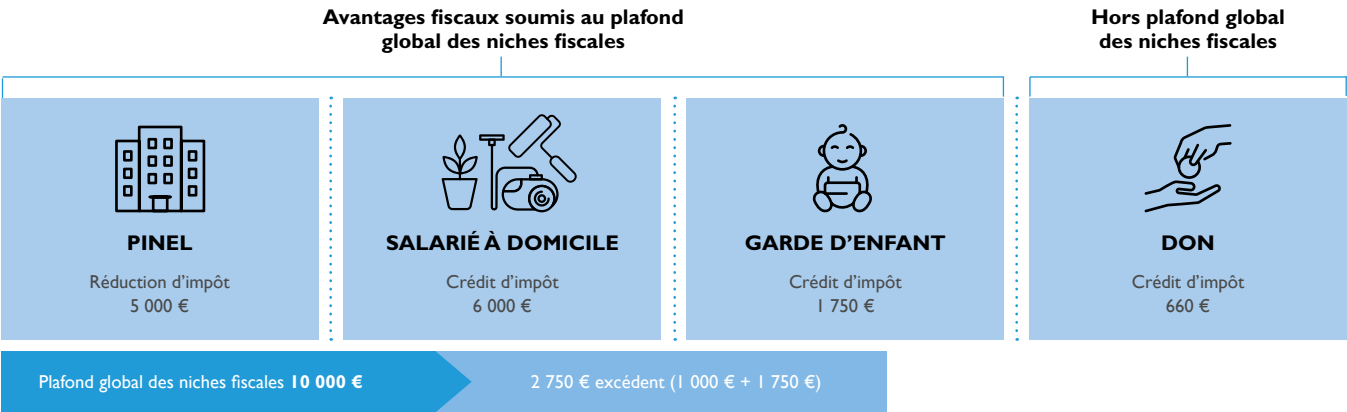 Avantages fiscaux soumis au plafond
global des niches fiscales
Hors plafond global
des niches fiscales
PINEL
Réduction d’impôt
5 000 €
SALARIÉ À DOMICILE
Crédit d’impôt
6 000 €
GARDE D’ENFANT
Crédit d’impôt
1 750 €
DON
Crédit d’impôt
660 €
Plafond global des niches fiscales 10 000 €
2 750 € excédent (1 000 € + 1 750 €)